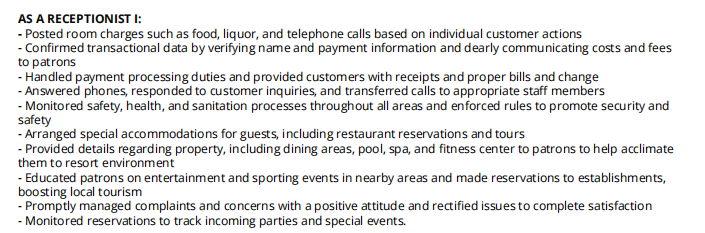 AS A RECEPTIONIST I:
- Posted room charges such as food, liquor, and telephone calls based on individual customer actions
- Confirmed transactional data by verifying name and payment information and dearly communicating costs and fees
to patrons
- Handled payment processing duties and provided customers with receipts and proper bills and change
- Answered phones, responded to customer inquiries, and transferred calls to appropriate staff members
- Monitored safety, health, and sanitation processes throughout all areas and enforced rules to promote security and
safety
- Arranged special accommodations for guests, including restaurant reservations and tours
- Provided details regarding property, including dining areas, pool, spa, and fitness center to patrons to help acclimate
them to resort environment
- Educated patrons on entertainment and sporting events in nearby areas and made reservations to establishments,
boosting local tourism
- Promptly managed complaints and concerns with a positive attitude and rectified issues to complete satisfaction
- Monitored reservations to track incoming parties and special events.